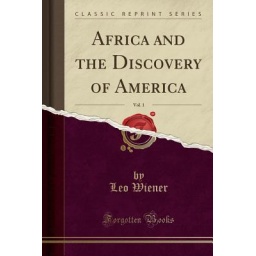 CLASSIC REPRINT SERIES
AFRICA AND
THE DISCOVERY
OF AMERICA
Vol. 1
by
Leo Wiener
Forgotten Books